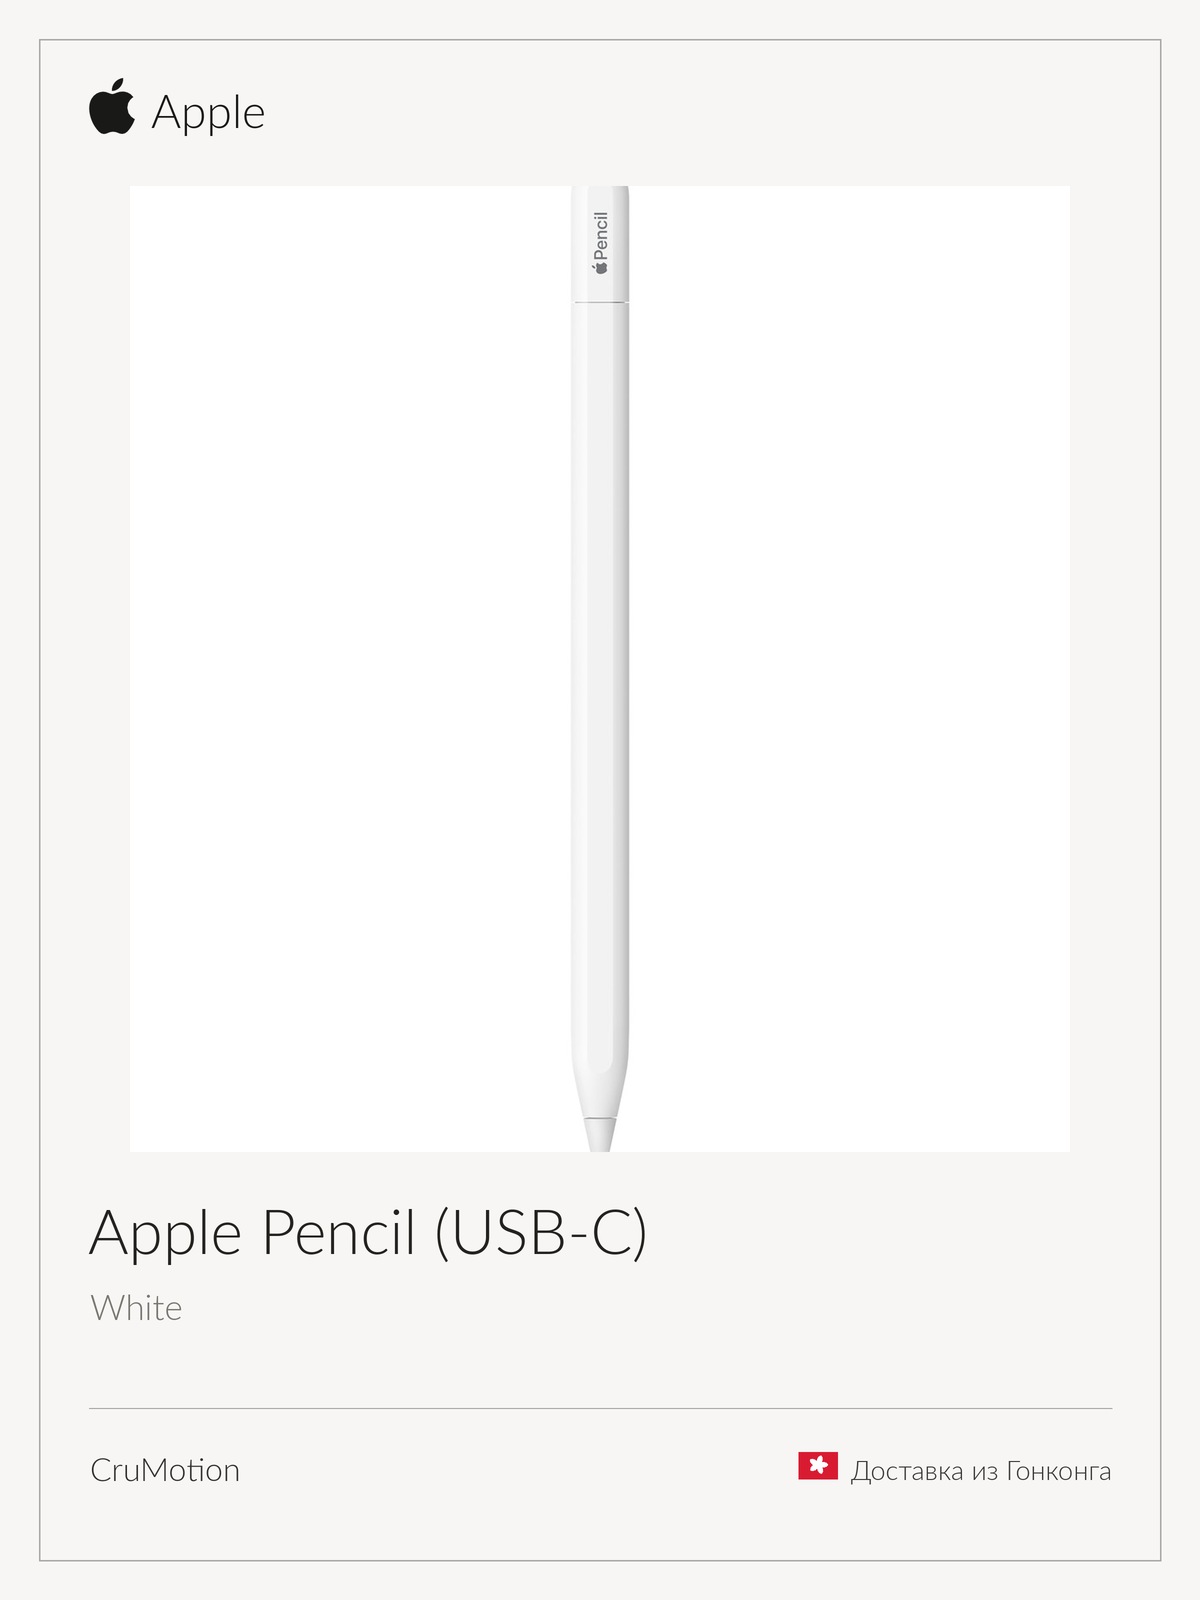 Apple
Pencil
Apple Pencil (USB-C)
White
CruMotion
Доставка из Гонконга